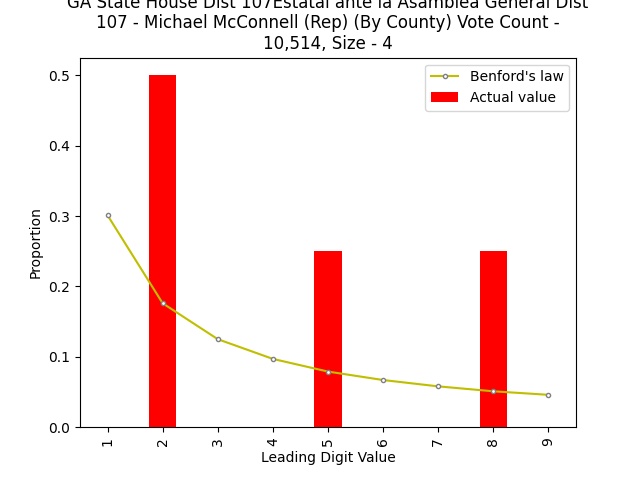 GA State House Dist 107Estatal ante la Asamblea General Dist
107 - Michael McConnell (Rep) (By County) Vote Count -
10,514, Size - 4
Benford's law
Actual value
Proportion
0.5
0.4
0.3
0.2
0.1
0.0
1 2 3 4 5 6 7 8 9
Leading Digit Value